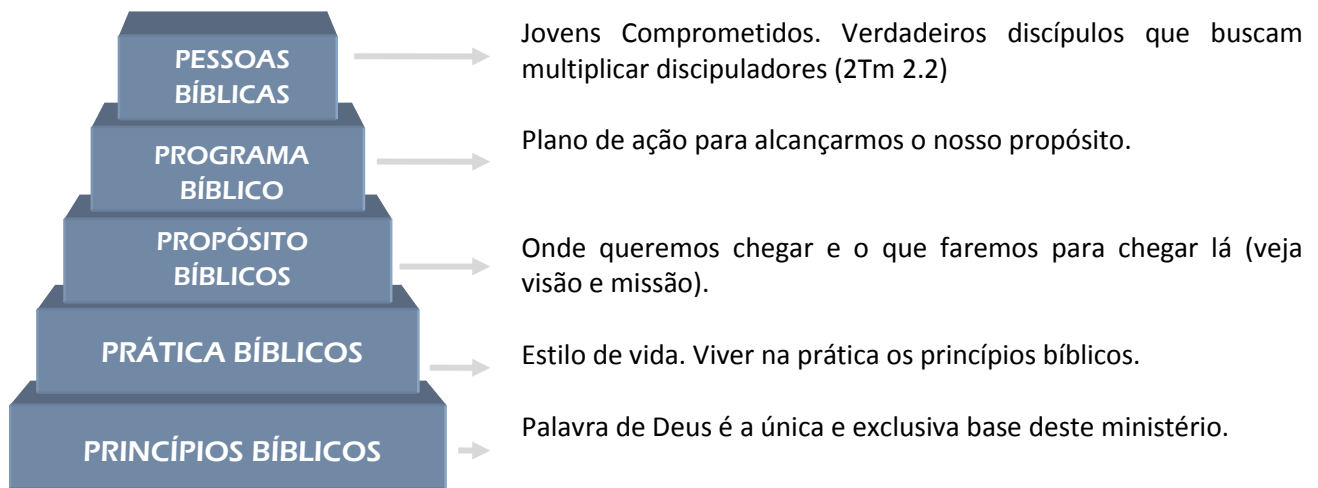 PESSOAS
BÍBLICAS
Jovens Comprometidos. Verdadeiros discípulos que buscam
multiplicar discipuladores (2Tm 2.2)
PROGRAMA
BÍBLICO
Plano de ação para alcançarmos o nosso propósito.
PROPÓSITO
BÍBLICOS
Onde queremos chegar e o que faremos para chegar lá (veja
visão e missão).
PRÁTICA BÍBLICOS
Estilo de vida. Viver na prática os princípios bíblicos.
PRINCÍPIOS BÍBLICOS
Palavra de Deus é a única e exclusiva base deste ministério.